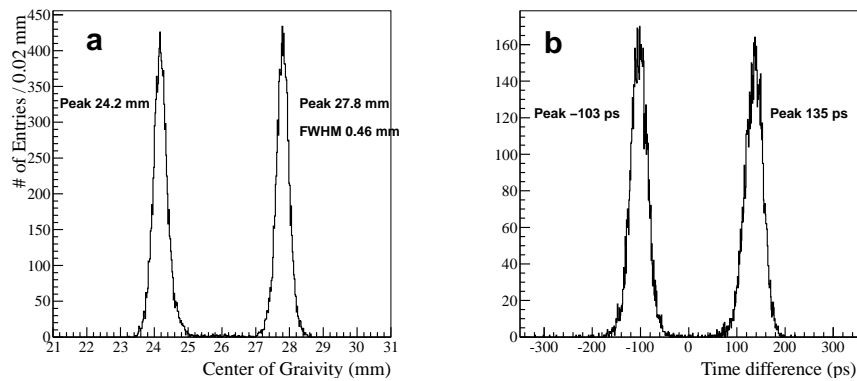 a
# of Entries / 0.02 mm
450
400
350
300
250
200
150
100
50
0
Peak 24.2 mm
Peak 27.8 mm
FWHM 0.46 mm
21 22 23 24 25 26 27 28 29 30 31
Center of Graivity (mm)
b
160
140
120
100
80
60
40
20
0
Peak −103 ps
Peak 135 ps
-300 -200 -100 0 100 200 300
Time difference (ps)